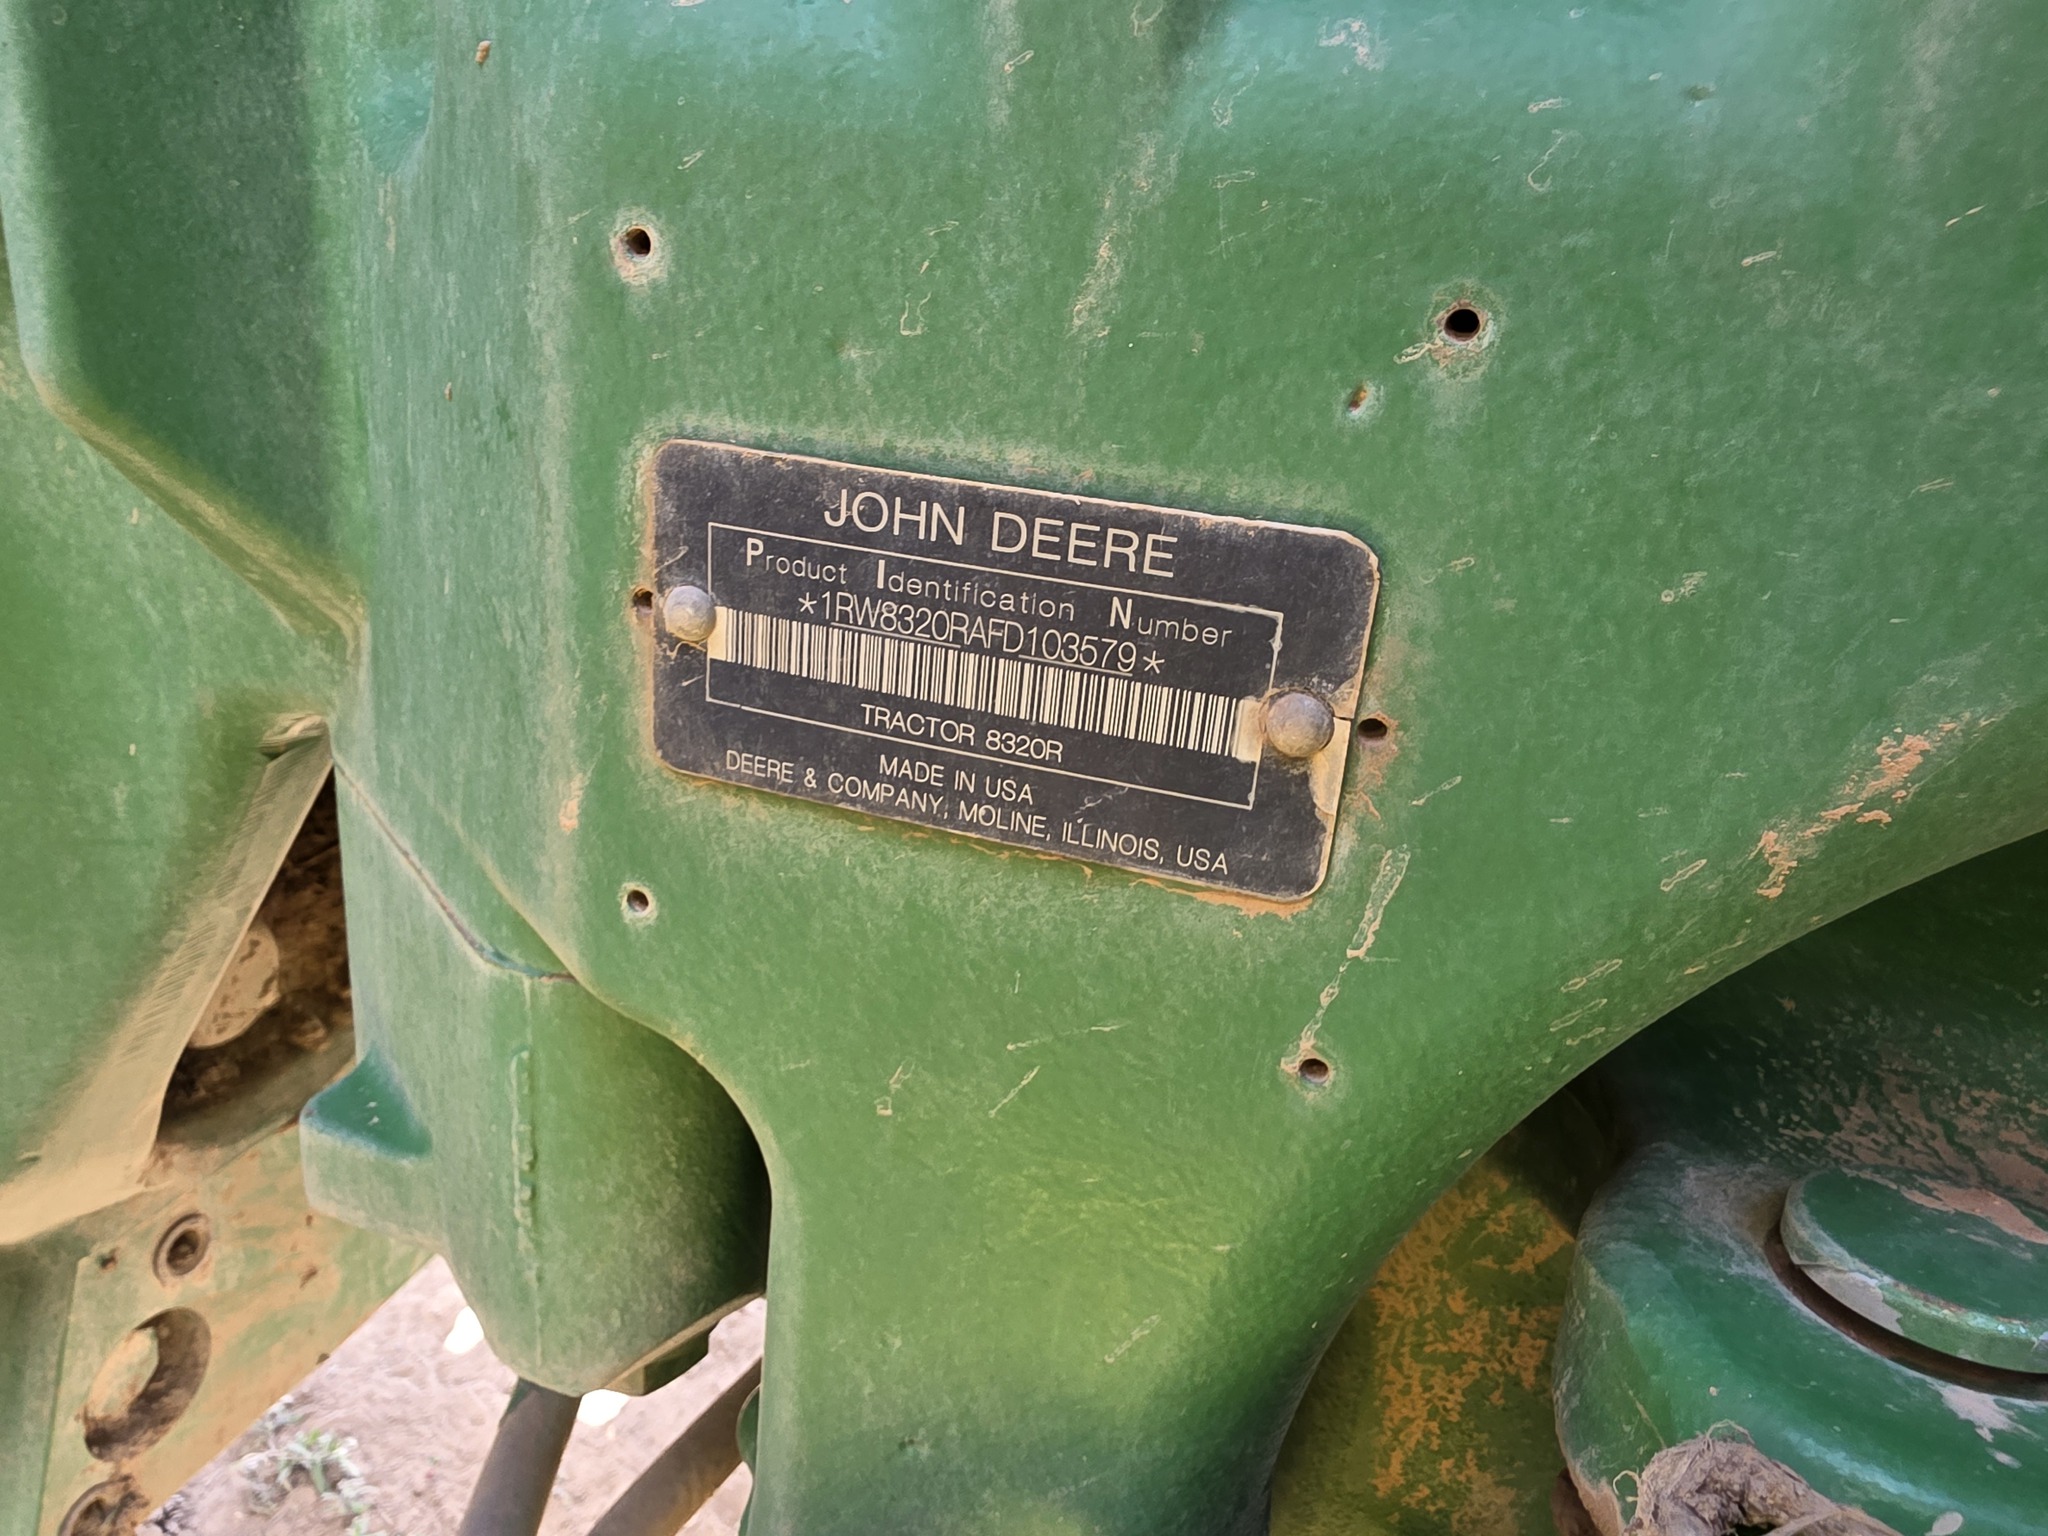 JOHN DEERE
Product Identification Number
*1RW8320RAFD103579*
TRACTOR 8320R
MADE IN USA
DEERE & COMPANY, MOLINE, ILLINOIS, USA